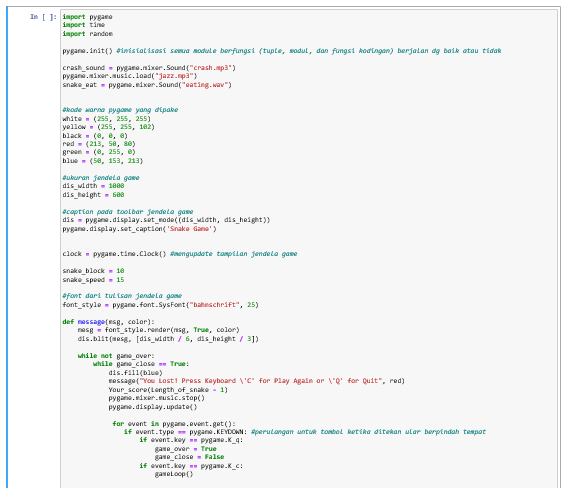 In [ ]: import pygame
import time
import random
pygame.init() #inisialisasi semua module berfungsi (tuple, modul, dan fungsi kodingan) berjalan dg baik atau tidak
crash_sound = pygame.mixer.Sound("crash.mp3")
pygame.mixer.music.load("jazz.mp3")
snake_eat = pygame.mixer.Sound("eating.wav")
#kode warna pygame yang dipake
white = (255, 255, 255)
yellow = (255, 255, 102)
black = (0, 0, 0)
red = (213, 50, 80)
green = (0, 255, 0)
blue = (50, 153, 213)
#ukuran jendela game
dis_width = 1000
dis_height = 600
#caption pada toolbar jendela game
dis = pygame.display.set_mode((dis_width, dis_height))
pygame.display.set_caption('Snake Game')
clock = pygame.time.Clock() #mengupdate tampilan jendela game
snake_block = 10
snake_speed = 15
#font dari tulisan jendela game
font_style = pygame.font.SysFont("bahnschrift", 25)
def message(msg, color):
    mesg = font_style.render(msg, True, color)
    dis.blit(mesg, [dis_width / 6, dis_height / 3])
    while not game_over:
        while game_close == True:
            dis.fill(blue)
            message("You Lost! Press Keyboard \'C' for Play Again or \'Q' for Quit", red)
            Your_score(Length_of_snake - 1)
            pygame.mixer.music.stop()
            pygame.display.update()
            for event in pygame.event.get():
                if event.type == pygame.KEYDOWN: #perulangan untuk tombol ketika ditekan ular berpindah tempat
                    if event.key == pygame.K_q:
                        game_over = True
                        game_close = False
                    if event.key == pygame.K_c:
                        gameLoop()